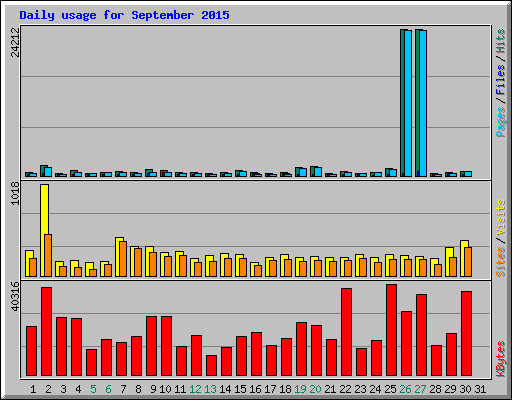 Daily usage for September 2015
24212
Pages / Files / Hits
1018
Sites / Visits
40316
KBytes
1 2 3 4 5 6 7 8 9 10 11 12 13 14 15 16 17 18 19 20 21 22 23 24 25 26 27 28 29 30 31